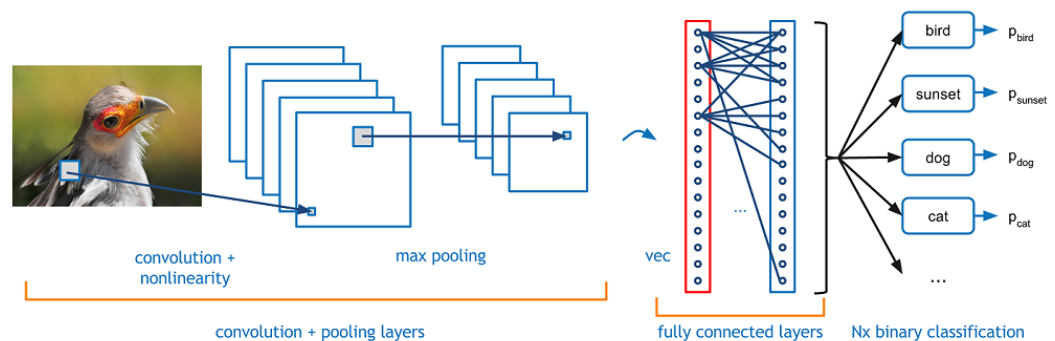 bird
p_bird
sunset
p_sunset
dog
p_dog
cat
p_cat
...
...
convolution +
nonlinearity
max pooling
vec
convolution + pooling layers
fully connected layers
Nx binary classification